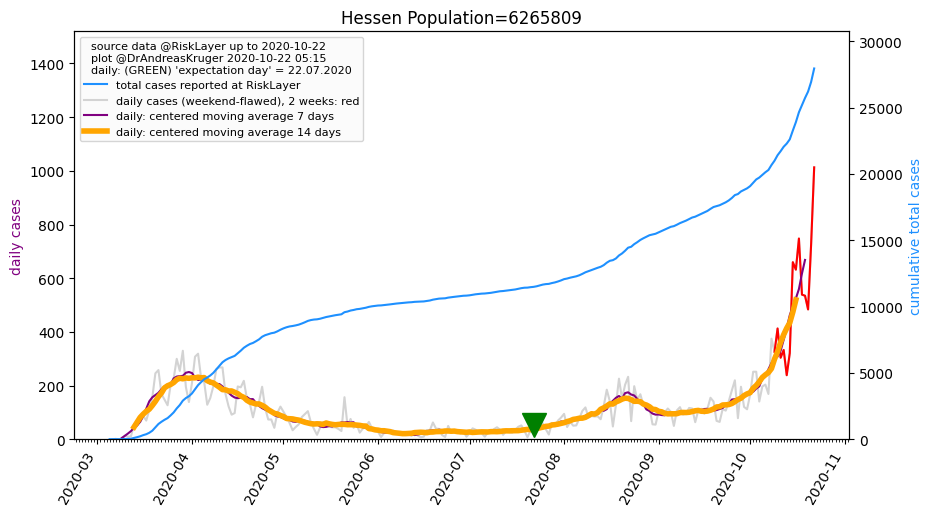 Hessen Population=6265809
source data @RiskLayer up to 2020-10-22
plot @DrAndreasKruger 2020-10-22 05:15
daily: (GREEN) 'expectation day' = 22.07.2020
total cases reported at RiskLayer
daily cases (weekend-flawed), 2 weeks: red
daily: centered moving average 7 days
daily: centered moving average 14 days
daily cases
1400
1200
1000
800
600
400
200
0
cumulative total cases
30000
25000
20000
15000
10000
5000
0
2020-03
2020-04
2020-05
2020-06
2020-07
2020-08
2020-09
2020-10
2020-11